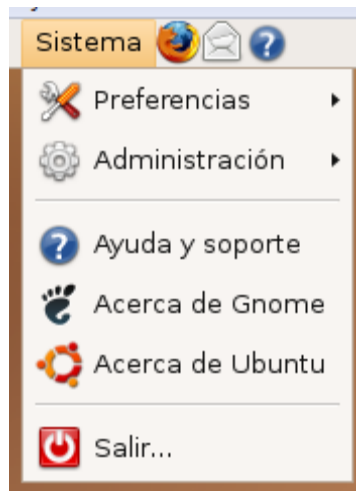 Sistema
Preferencias
Administración
Ayuda y soporte
Acerca de Gnome
Acerca de Ubuntu
Salir...